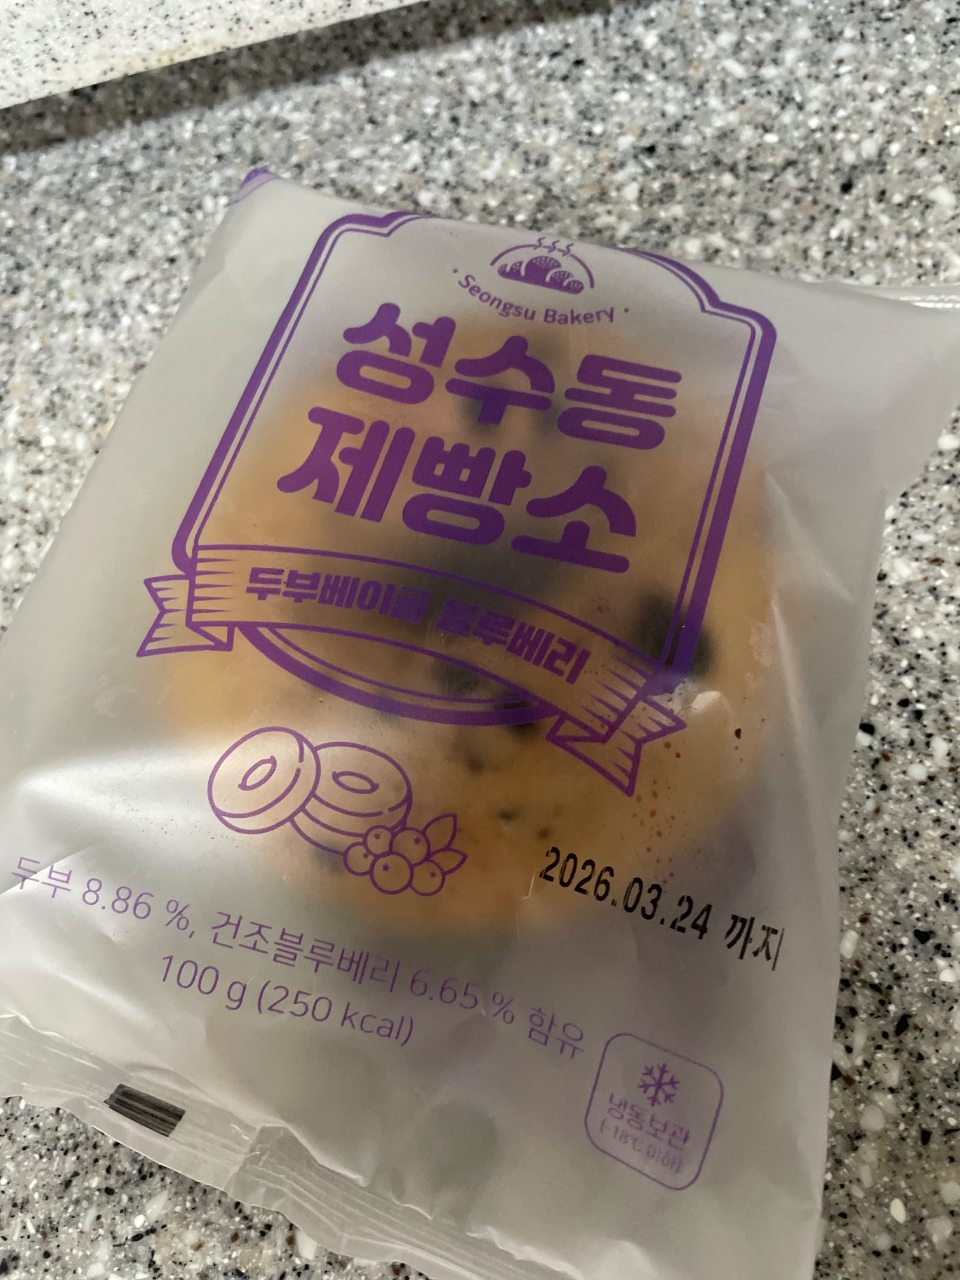 · Seongsu Bakery ·
성수동
제빵소
두부베이글 블루베리
2026.03.24 까지
두부 8.86 %, 건조블루베리 6.65 % 함유
100 g (250 kcal)
냉동보관
(-18℃ 이하)